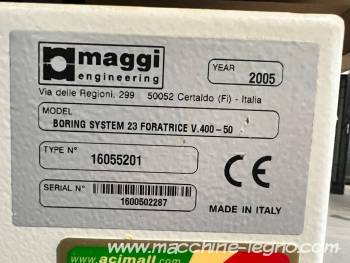 maggi
engineering
YEAR
2005
Via delle Regioni, 299 50052 Certaldo (Fi) - Italia
MODEL
BORING SYSTEM 23 FORATRICE V.400-50
TYPE N°
16055201
CE
SERIAL N°
1600502287
MADE IN ITALY
www.macchine-legno.com
www.acimall.com